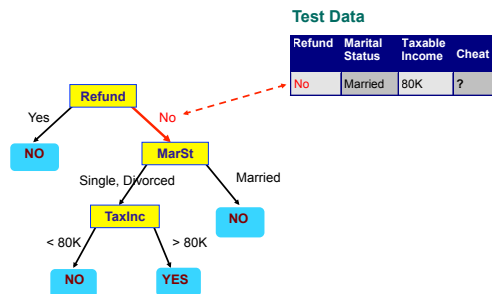 Test Data
Refund Marital Status Taxable Income Cheat
No Married 80K ?
Refund
Yes No
NO MarSt
Single, Divorced Married
TaxInc NO
< 80K > 80K
NO YES